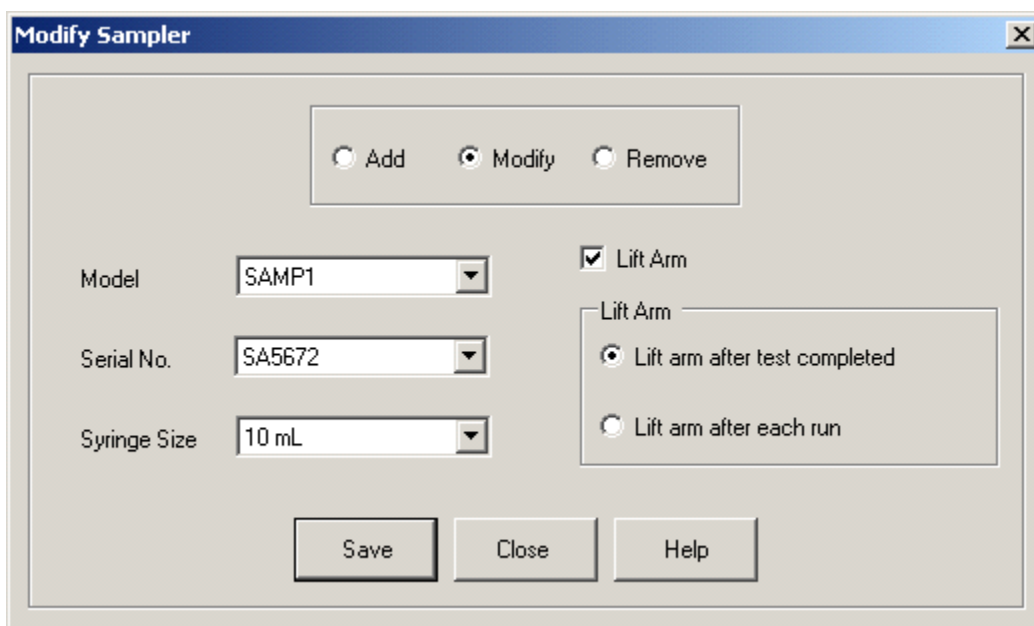 Modify Sampler
Add Modify Remove
Model SAMP1
Serial No. SA5672
Syringe Size 10 mL
Lift Arm
Lift Arm
Lift arm after test completed
Lift arm after each run
Save Close Help